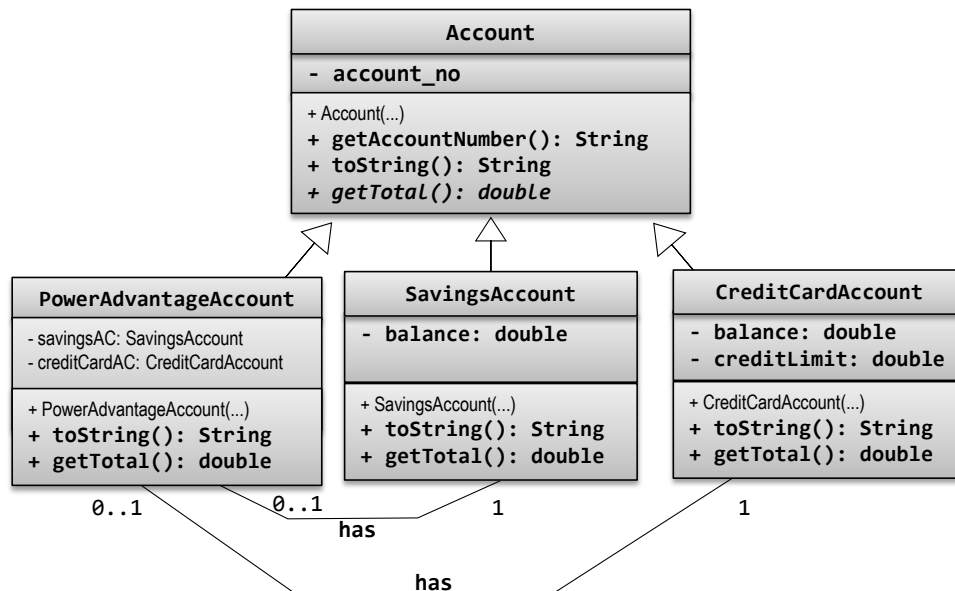 Account
- account_no
+ Account(...)
+ getAccountNumber(): String
+ toString(): String
+ getTotal(): double
PowerAdvantageAccount
- savingsAC: SavingsAccount
- creditCardAC: CreditCardAccount
+ PowerAdvantageAccount(...)
+ toString(): String
+ getTotal(): double
SavingsAccount
- balance: double
+ SavingsAccount(...)
+ toString(): String
+ getTotal(): double
CreditCardAccount
- balance: double
- creditLimit: double
+ CreditCardAccount(...)
+ toString(): String
+ getTotal(): double
0..1
0..1
1
1
has
has